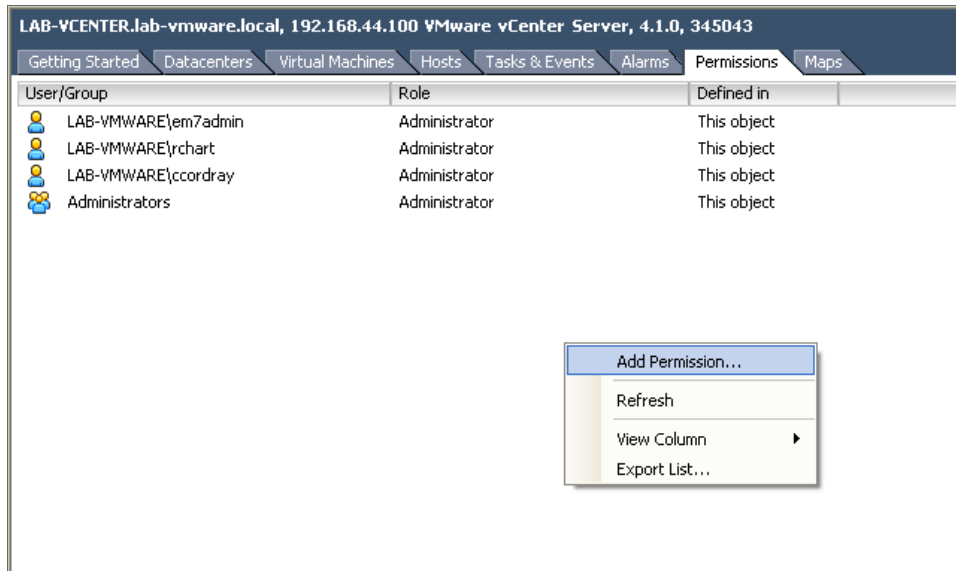 LAB-VCENTER.lab-vmware.local, 192.168.44.100 VMware vCenter Server, 4.1.0, 345043
Getting Started Datacenters Virtual Machines Hosts Tasks & Events Alarms Permissions Maps
User/Group Role Defined in
LAB-VMWARE\em7admin Administrator This object
LAB-VMWARE\rchart Administrator This object
LAB-VMWARE\ccordray Administrator This object
Administrators Administrator This object
Add Permission...
Refresh
View Column
Export List...